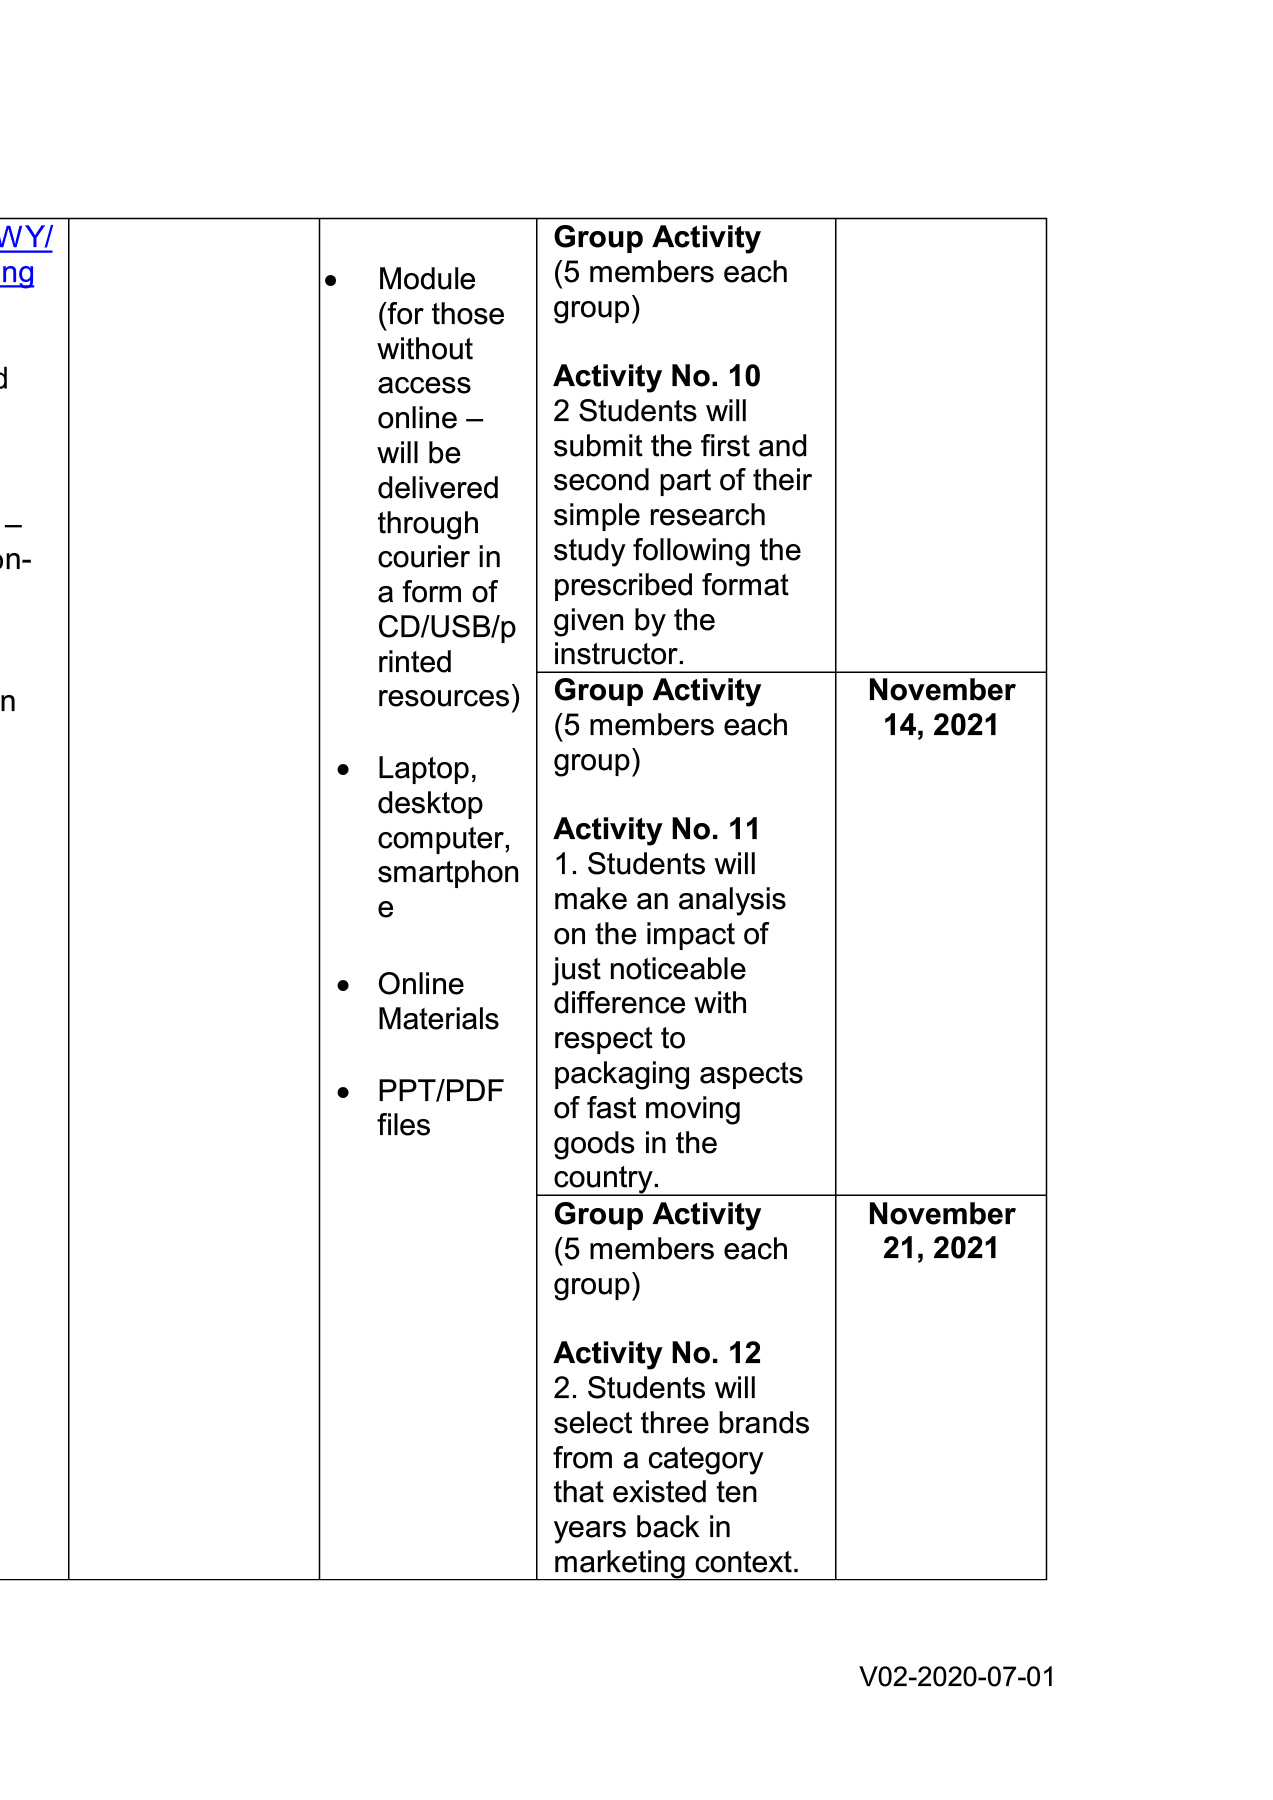 WY/
ng
d
–
on-
n
• Module
(for those
without
access
online –
will be
delivered
through
courier in
a form of
CD/USB/p
rinted
resources)
• Laptop,
desktop
computer,
smartphon
e
• Online
Materials
• PPT/PDF
files
Group Activity
(5 members each
group)
Activity No. 10
2 Students will
submit the first and
second part of their
simple research
study following the
prescribed format
given by the
instructor.
Group Activity
(5 members each
group)
Activity No. 11
1. Students will
make an analysis
on the impact of
just noticeable
difference with
respect to
packaging aspects
of fast moving
goods in the
country.
November
14, 2021
Group Activity
(5 members each
group)
Activity No. 12
2. Students will
select three brands
from a category
that existed ten
years back in
marketing context.
November
21, 2021
V02-2020-07-01